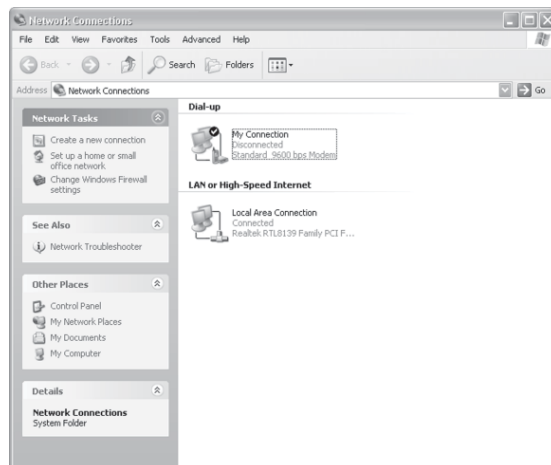 Network Connections
File Edit View Favorites Tools Advanced Help
Back Search Folders
Address Network Connections Go
Network Tasks
Create a new connection
Set up a home or small
office network
Change Windows Firewall
settings
See Also
Network Troubleshooter
Other Places
Control Panel
My Network Places
My Documents
My Computer
Details
Network Connections
System Folder
Dial-up
My Connection
Disconnected
Standard 9600 bps Modem
LAN or High-Speed Internet
Local Area Connection
Connected
Realtek RTL8139 Family PCI F...